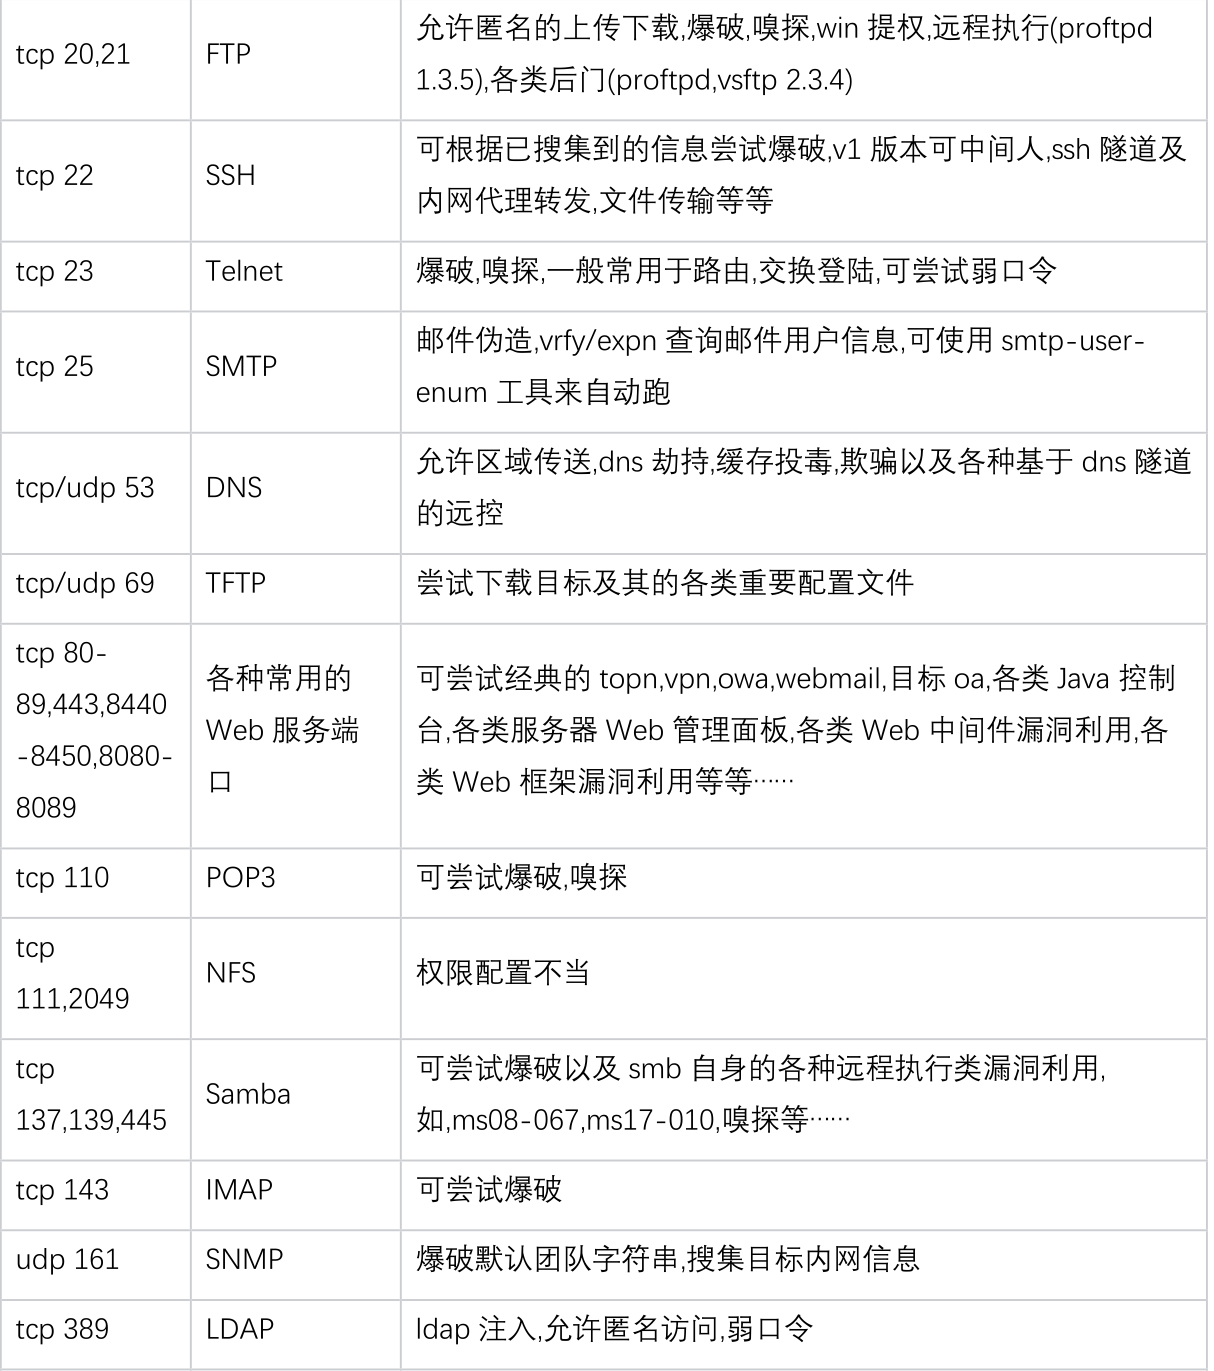 tcp 20,21
FTP
允许匿名的上传下载,爆破,嗅探,win 提权,远程执行(proftpd
1.3.5),各类后门(proftpd,vsftp 2.3.4)
tcp 22
SSH
可根据已搜集到的信息尝试爆破,v1 版本可中间人,ssh 隧道及
内网代理转发,文件传输等等
tcp 23
Telnet
爆破,嗅探,一般常用于路由,交换登陆,可尝试弱口令
tcp 25
SMTP
邮件伪造,vrfy/expn 查询邮件用户信息,可使用 smtp-user-
enum 工具来自动跑
tcp/udp 53
DNS
允许区域传送,dns 劫持,缓存投毒,欺骗以及各种基于 dns 隧道
的远控
tcp/udp 69
TFTP
尝试下载目标及其的各类重要配置文件
tcp 80-
89,443,8440
-8450,8080-
8089
各种常用的
Web 服务端
口
可尝试经典的 topn,vpn,owa,webmail,目标 oa,各类 Java 控制
台,各类服务器 Web 管理面板,各类 Web 中间件漏洞利用,各
类 Web 框架漏洞利用等等……
tcp 110
POP3
可尝试爆破,嗅探
tcp
111,2049
NFS
权限配置不当
tcp
137,139,445
Samba
可尝试爆破以及 smb 自身的各种远程执行类漏洞利用,
如,ms08-067,ms17-010,嗅探等……
tcp 143
IMAP
可尝试爆破
udp 161
SNMP
爆破默认团队字符串,搜集目标内网信息
tcp 389
LDAP
ldap 注入,允许匿名访问,弱口令